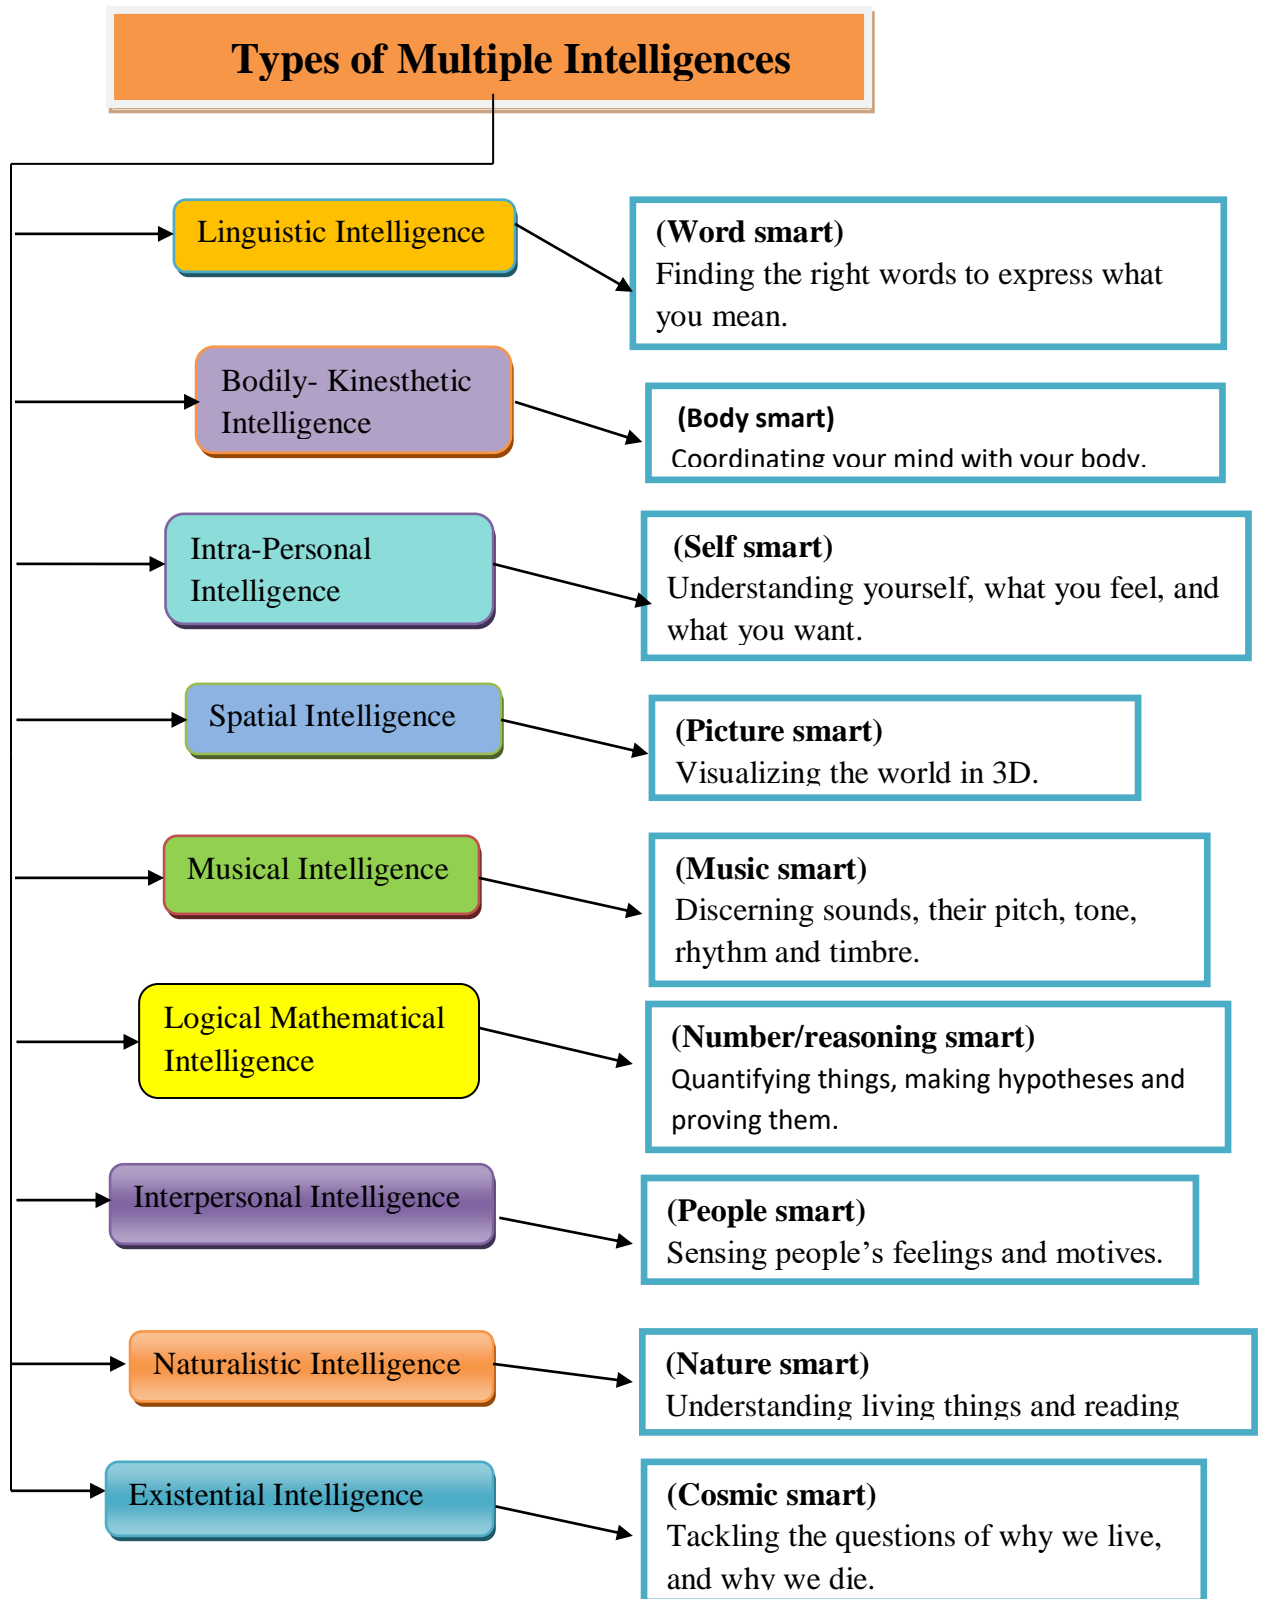 Types of Multiple Intelligences
Linguistic Intelligence
(Word smart)
Finding the right words to express what
you mean.
Bodily- Kinesthetic
Intelligence
(Body smart)
Coordinating your mind with your body.
Intra-Personal
Intelligence
(Self smart)
Understanding yourself, what you feel, and
what you want.
Spatial Intelligence
(Picture smart)
Visualizing the world in 3D.
Musical Intelligence
(Music smart)
Discerning sounds, their pitch, tone,
rhythm and timbre.
Logical Mathematical
Intelligence
(Number/reasoning smart)
Quantifying things, making hypotheses and
proving them.
Interpersonal Intelligence
(People smart)
Sensing people’s feelings and motives.
Naturalistic Intelligence
(Nature smart)
Understanding living things and reading
Existential Intelligence
(Cosmic smart)
Tackling the questions of why we live,
and why we die.